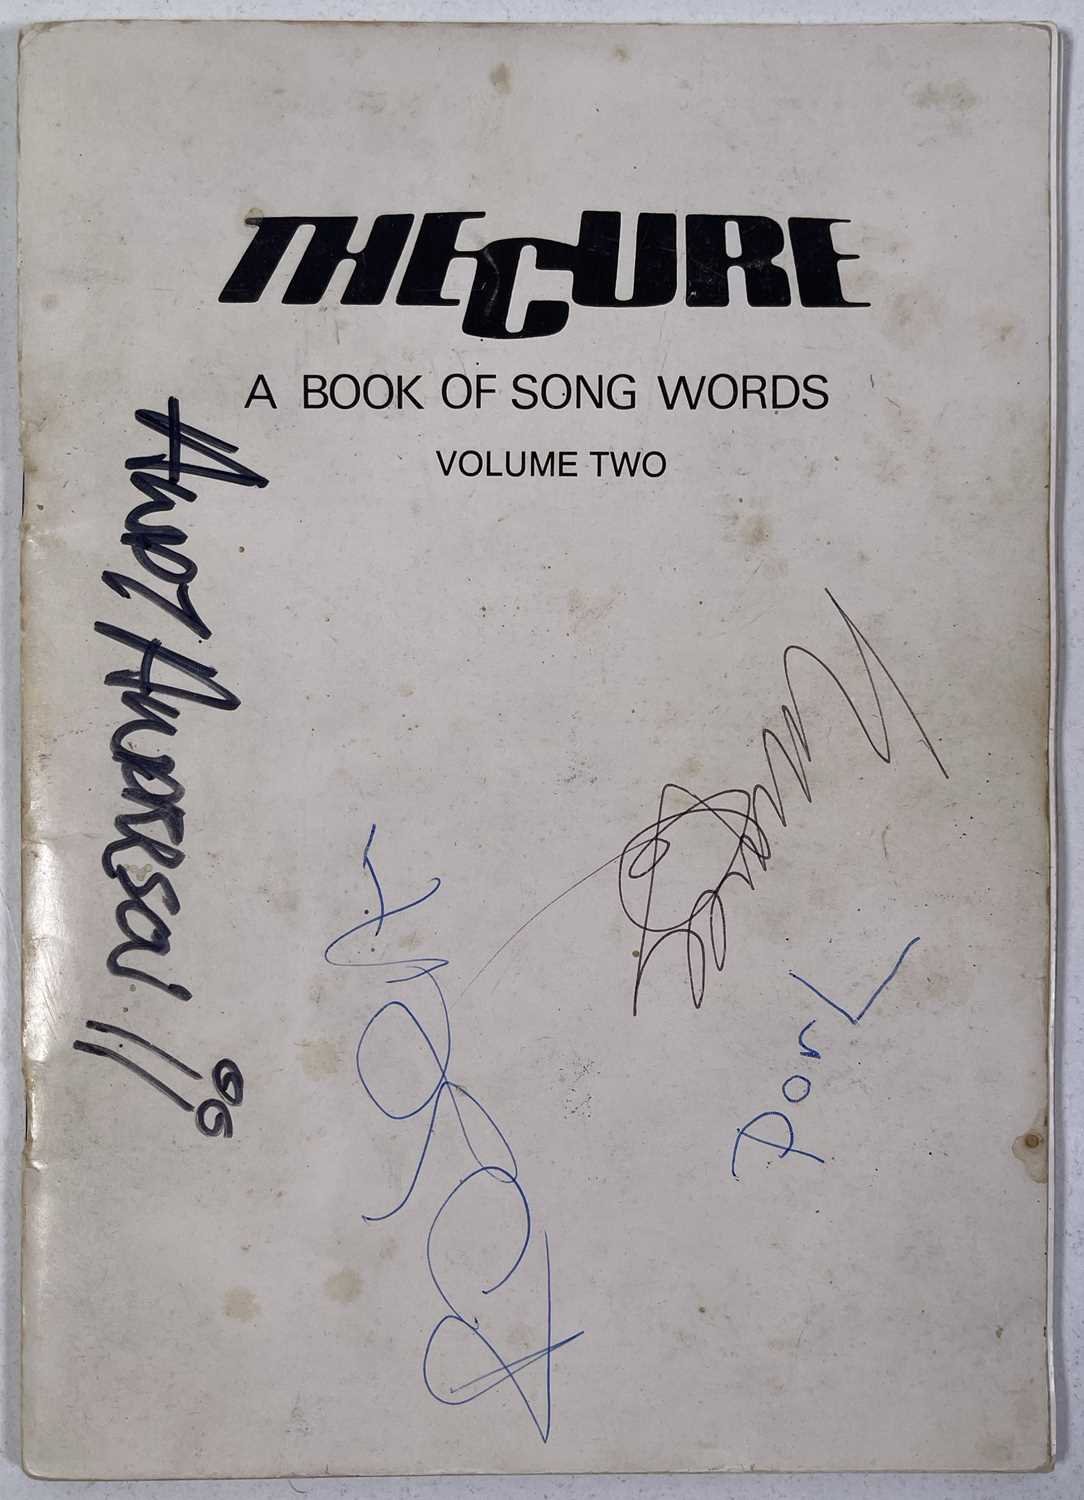 THE CURE
A BOOK OF SONG WORDS
VOLUME TWO
ANDY ANDERSON
Porl